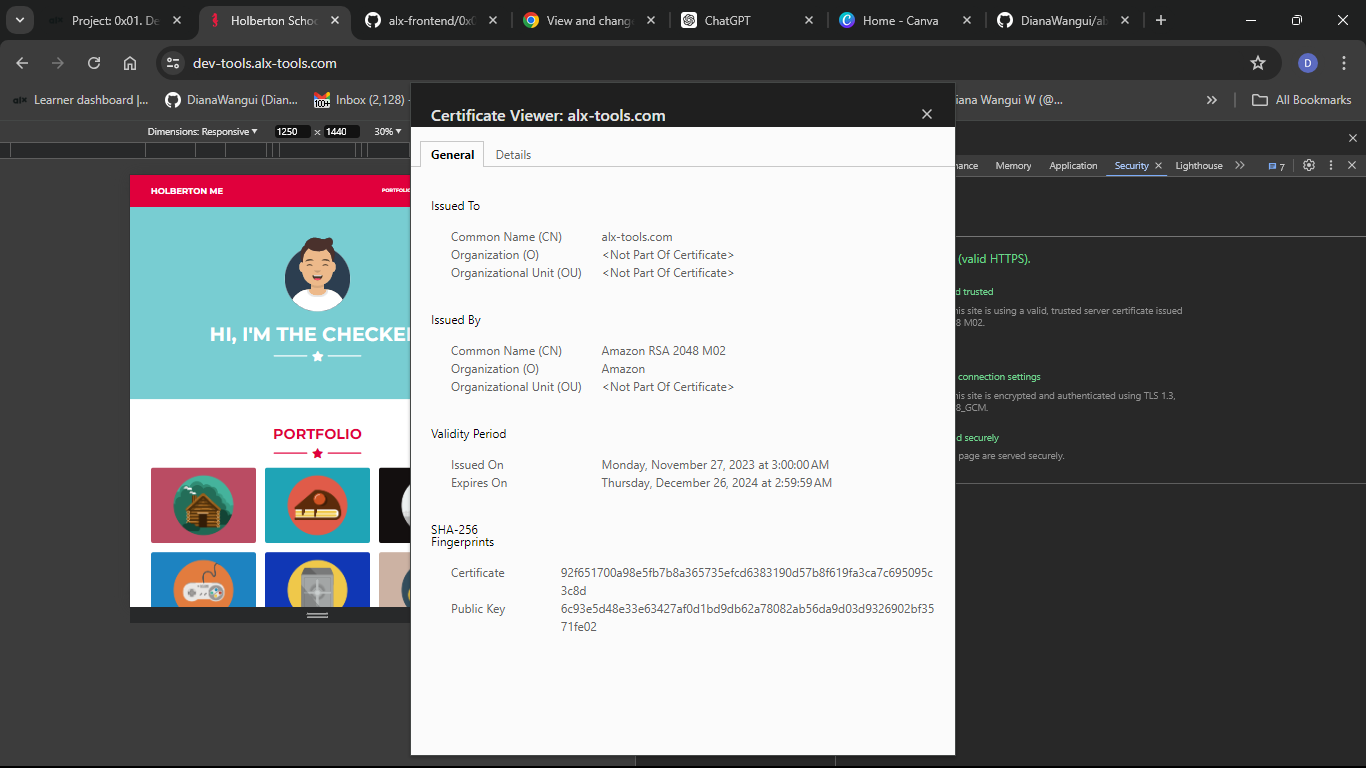 Project: 0x01. De
Holberton Schoo
alx-frontend/0x0
View and change
ChatGPT
Home - Canva
DianaWangui/al
dev-tools.alx-tools.com
D
alx Learner dashboard |...
DianaWangui (Dian...
100+ Inbox (2,128) -
iana Wangui W (@...
All Bookmarks
Dimensions: Responsive
1250 × 1440
30%
Certificate Viewer: alx-tools.com
General
Details
Issued To
Common Name (CN) alx-tools.com
Organization (O) <Not Part Of Certificate>
Organizational Unit (OU) <Not Part Of Certificate>
Issued By
Common Name (CN) Amazon RSA 2048 M02
Organization (O) Amazon
Organizational Unit (OU) <Not Part Of Certificate>
Validity Period
Issued On Monday, November 27, 2023 at 3:00:00 AM
Expires On Thursday, December 26, 2024 at 2:59:59 AM
SHA-256
Fingerprints
Certificate 92f651700a98e5fb7b8a365735efcd6383190d57b8f619fa3ca7c695095c
3c8d
Public Key 6c93e5d48e33e63427af0d1bd9db62a78082ab56da9d03d9326902bf35
71fe02
HOLBERTON ME
PORTFOLIO
HI, I'M THE CHECKE
PORTFOLIO
nance
Memory
Application
Security
Lighthouse
7
(valid HTTPS).
d trusted
his site is using a valid, trusted server certificate issued
8 M02.
connection settings
his site is encrypted and authenticated using TLS 1.3,
8_GCM.
d securely
page are served securely.